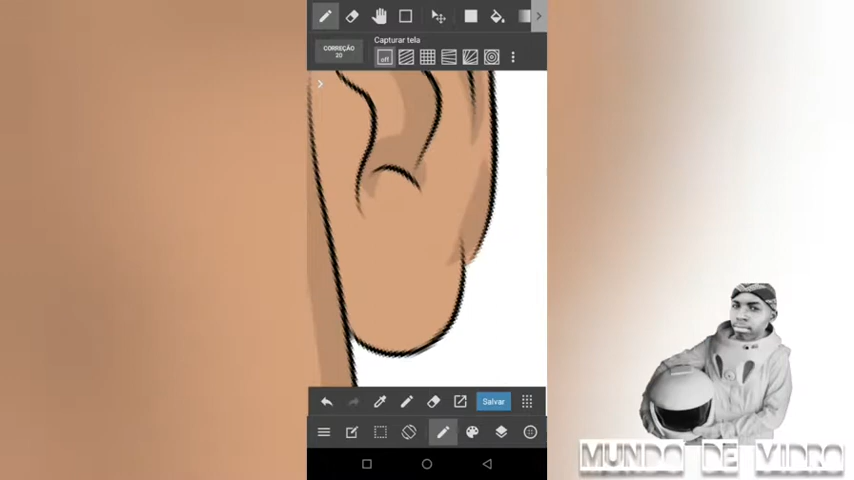 Capturar tela
CORREÇÃO
20
off
Salvar
MUNDO DE VIDRO